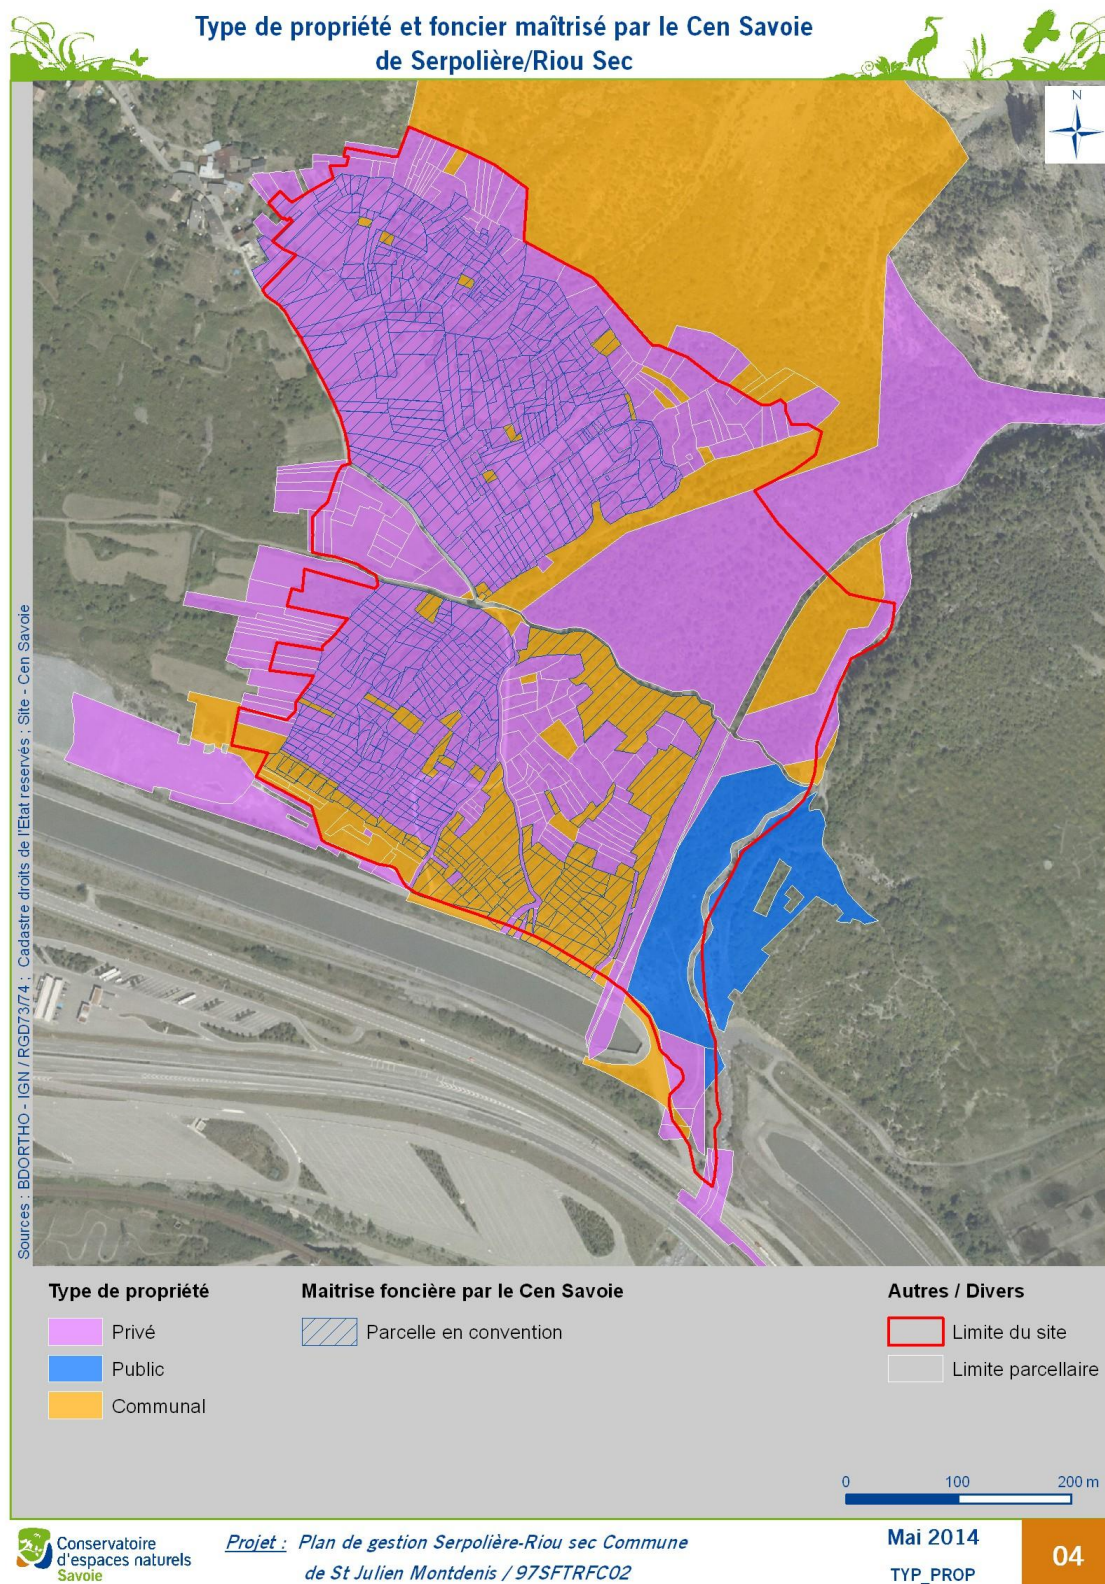 Type de propriété et foncier maîtrisé par le Cen Savoie
de Serpolière/Riou Sec
N
Sources : BDORTHO - IGN / RGD73/74 ; Cadastre droits de l'Etat reservés ; Site - Cen Savoie
Type de propriété
Privé
Public
Communal
Maitrise foncière par le Cen Savoie
Parcelle en convention
Autres / Divers
Limite du site
Limite parcellaire
0 100 200 m
Conservatoire
d'espaces naturels
Savoie
Projet : Plan de gestion Serpolière-Riou sec Commune
de St Julien Montdenis / 97SFTRFC02
Mai 2014
TYP_PROP
04